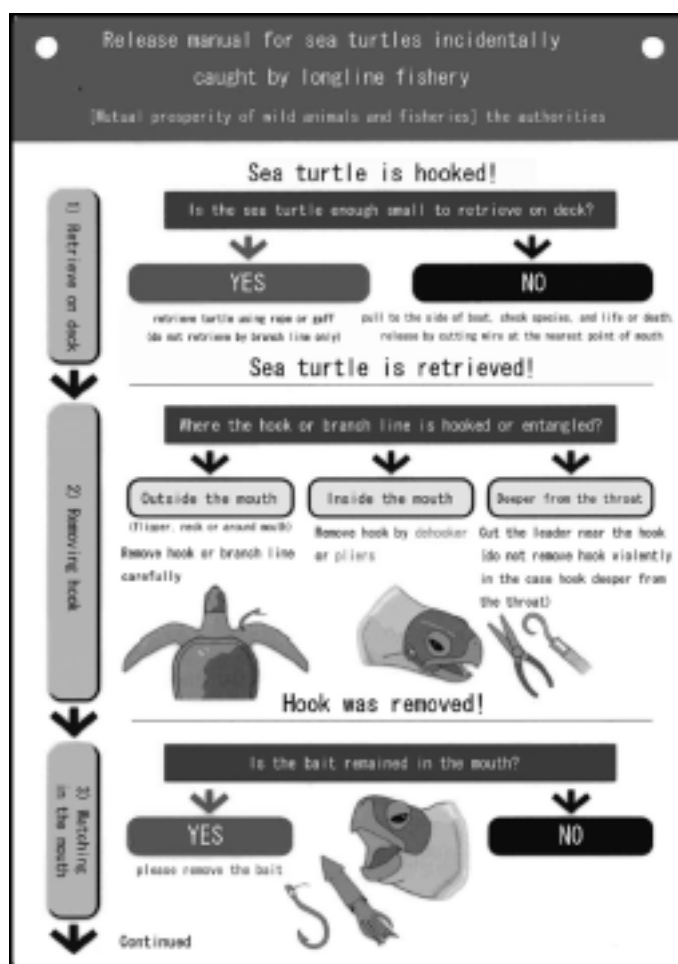 Release manual for sea turtles incidentally
caught by longline fishery
[Mutual prosperity of wild animals and fisheries] the authorities
Sea turtle is hooked!
1) Retrieve on deck
Is the sea turtle enough small to retrieve on deck?
YES
NO
retrieve turtle using rope or gaff
(do not retrieve by branch line only)
pull to the side of boat, check species, and life or death,
release by cutting wire at the nearest point of mouth
Sea turtle is retrieved!
2) Removing hook
Where the hook or branch line is hooked or entangled?
Outside the mouth
Inside the mouth
Deeper from the throat
(flipper, neck or around mouth)
Remove hook or branch line
carefully
Remove hook by dehooker
or pliers
Cut the leader near the hook
(do not remove hook violently
in the case hook deeper from
the throat)
Hook was removed!
3) Watching
in the mouth
Is the bait remained in the mouth?
YES
NO
please remove the bait
Continued